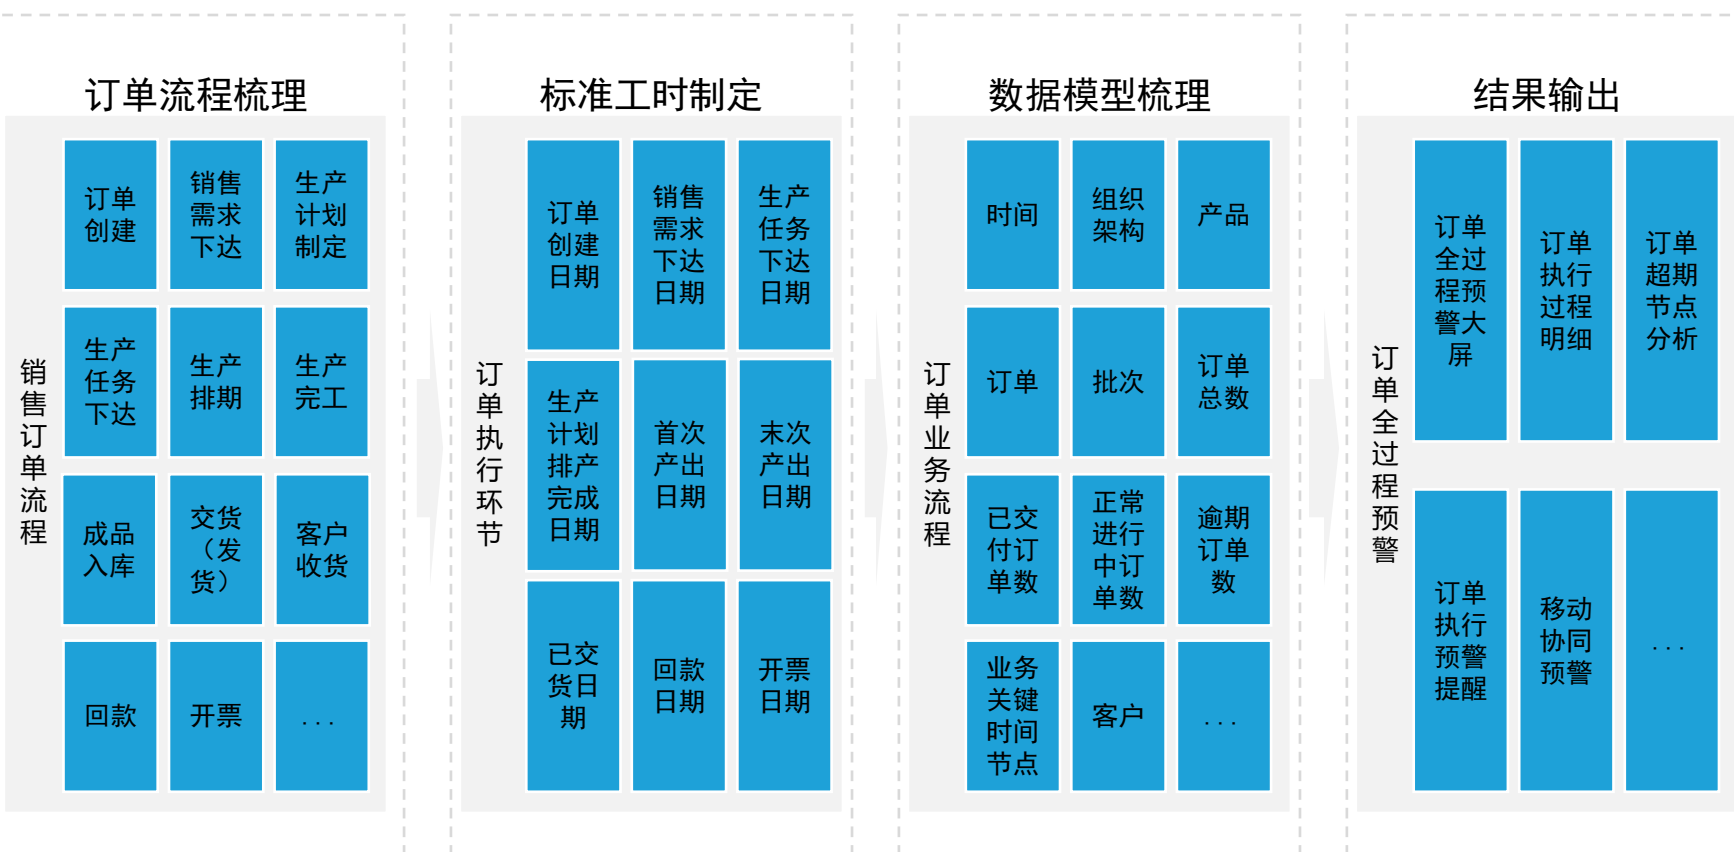 订单流程梳理
销售订单流程
订单
创建
销售
需求
下达
生产
计划
制定
生产
任务
下达
生产
排期
生产
完工
成品
入库
交货
（发
货）
客户
收货
回款
开票
...
标准工时制定
订单执行环节
订单
创建
日期
销售
需求
下达
日期
生产
任务
下达
日期
生产
计划
排产
完成
日期
首次
产出
日期
末次
产出
日期
已交
货日
期
回款
日期
开票
日期
数据模型梳理
订单业务流程
时间
组织
架构
产品
订单
批次
订单
总数
已交
付订
单数
正常
进行
中订
单数
逾期
订单
数
业务
关键
时间
节点
客户
...
结果输出
订单全过程预警
订单
全过
程预
警大
屏
订单
执行
过程
明细
订单
超期
节点
分析
订单
执行
预警
提醒
移动
协同
预警
...